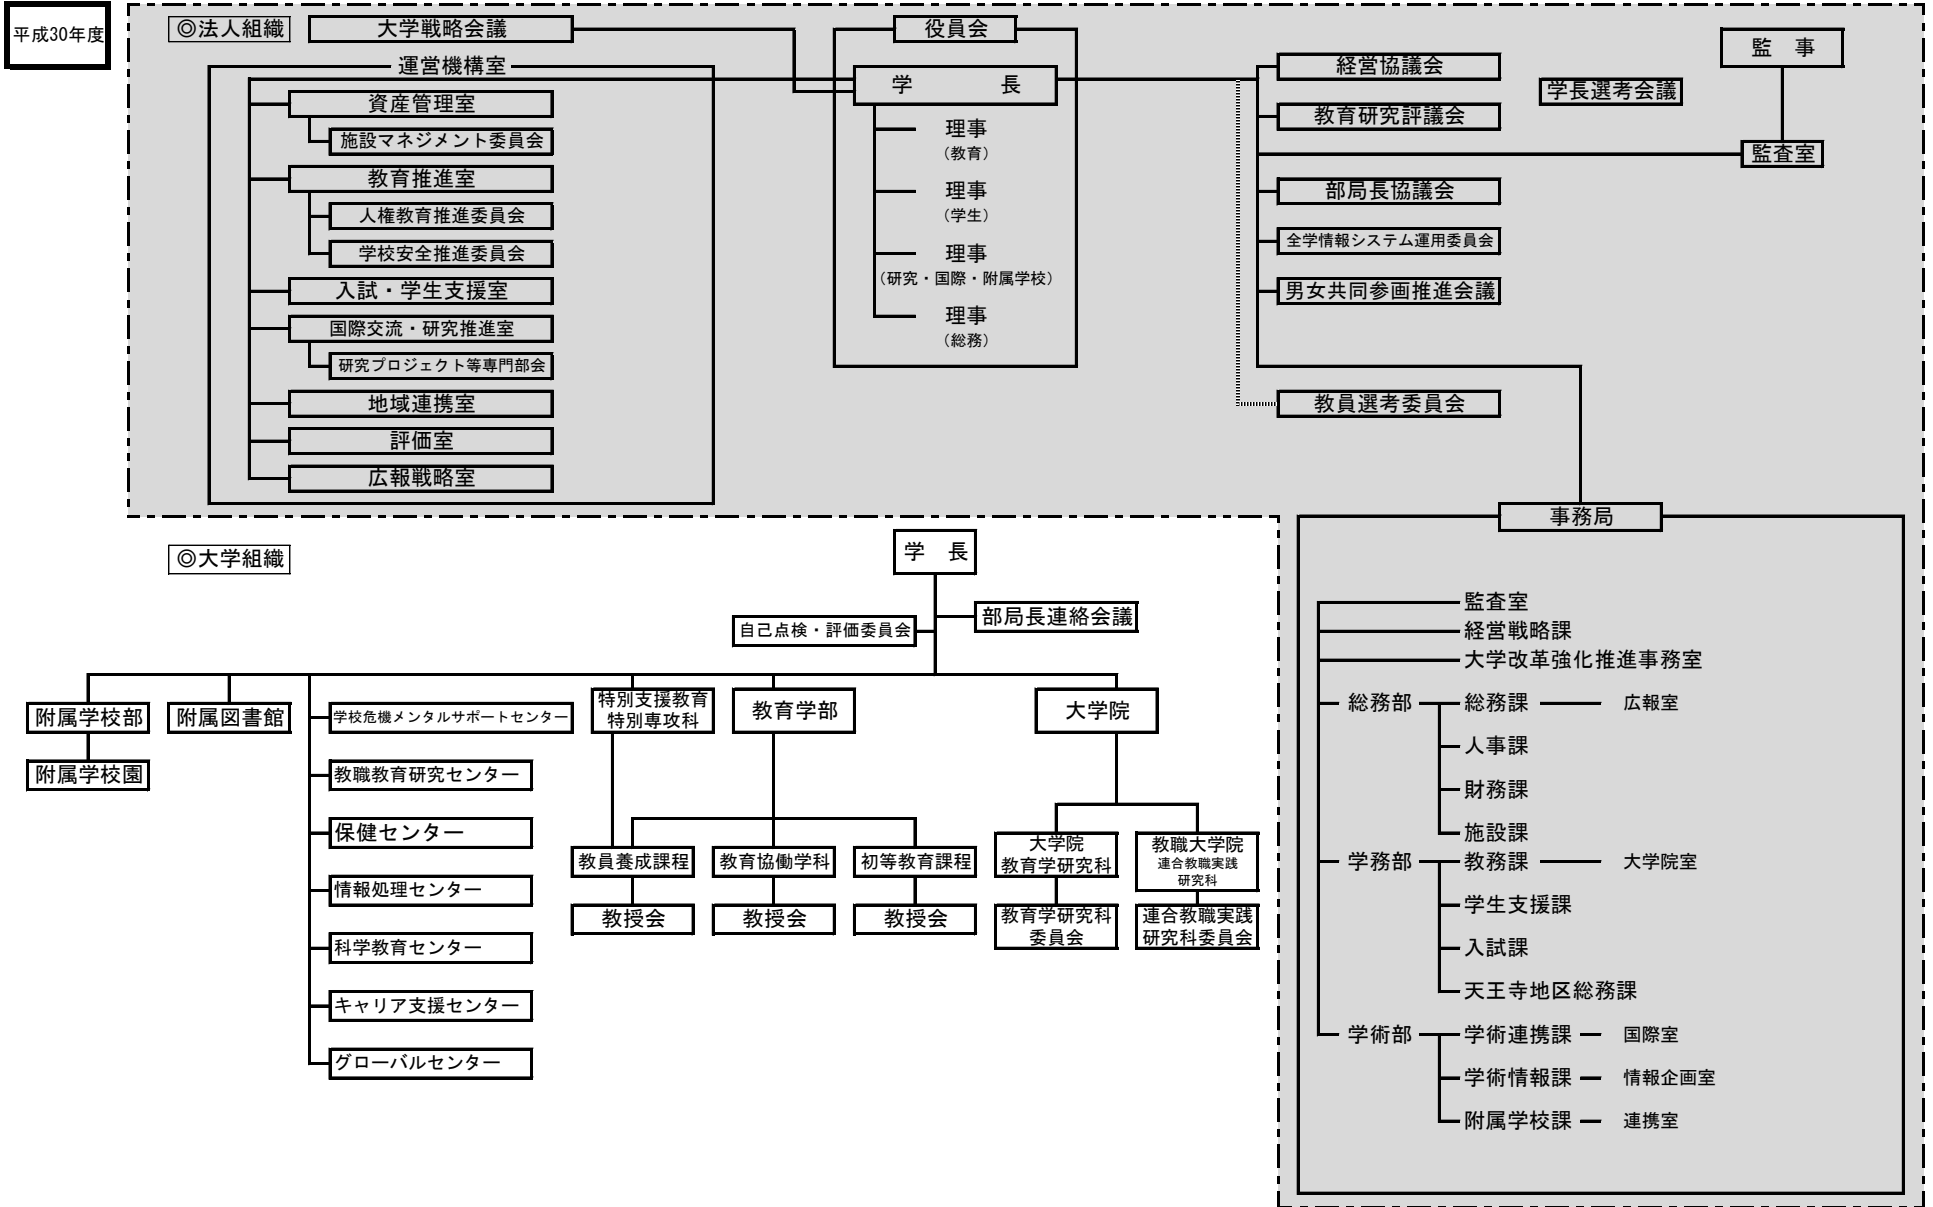 平成30年度
◎法人組織
大学戦略会議
役員会
監　事
運営機構室
学　長
経営協議会
学長選考会議
資産管理室
教育研究評議会
施設マネジメント委員会
理事
(教育)
監査室
教育推進室
理事
(学生)
部局長協議会
人権教育推進委員会
学校安全推進委員会
理事
(研究・国際・附属学校)
全学情報システム運用委員会
入試・学生支援室
男女共同参画推進会議
国際交流・研究推進室
理事
(総務)
研究プロジェクト等専門部会
地域連携室
教員選考委員会
評価室
広報戦略室
事務局
監査室
経営戦略課
大学改革強化推進事務室
総務部
総務課
広報室
人事課
財務課
施設課
学務部
教務課
大学院室
学生支援課
入試課
天王寺地区総務課
学術部
学術連携課
国際室
学術情報課
情報企画室
附属学校課
連携室
◎大学組織
学　長
部局長連絡会議
自己点検・評価委員会
附属学校部
附属学校園
附属図書館
学校危機メンタルサポートセンター
教職教育研究センター
保健センター
情報処理センター
科学教育センター
キャリア支援センター
グローバルセンター
特別支援教育
特別専攻科
教育学部
大学院
教員養成課程
教育協働学科
初等教育課程
大学院
教育学研究科
教職大学院
連合教職実践
研究科
教授会
教授会
教授会
教育学研究科
委員会
連合教職実践
研究科委員会